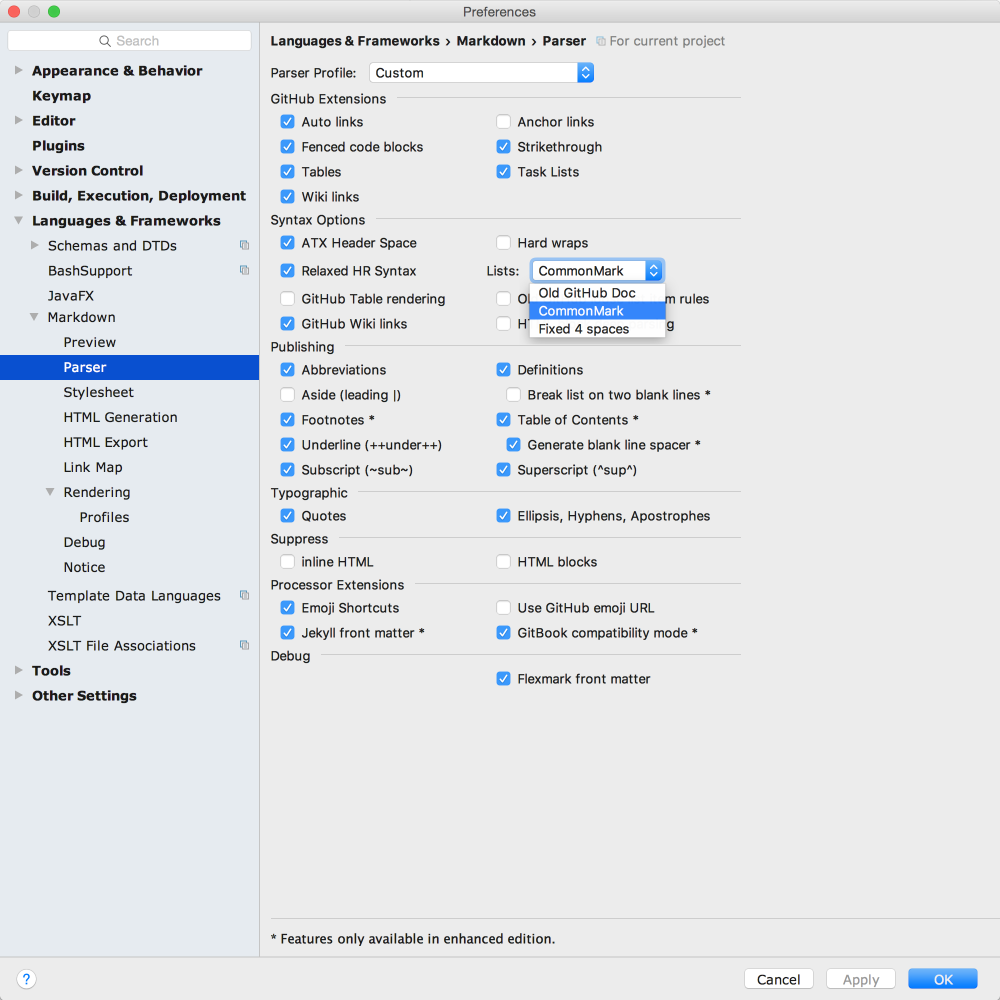 Preferences
Search
Appearance & Behavior
Keymap
Editor
Plugins
Version Control
Build, Execution, Deployment
Languages & Frameworks
Schemas and DTDs
BashSupport
JavaFX
Markdown
Preview
Parser
Stylesheet
HTML Generation
HTML Export
Link Map
Rendering
Profiles
Debug
Notice
Template Data Languages
XSLT
XSLT File Associations
Tools
Other Settings
Languages & Frameworks › Markdown › Parser For current project
Parser Profile: Custom
GitHub Extensions
Auto links Anchor links
Fenced code blocks Strikethrough
Tables Task Lists
Wiki links
Syntax Options
ATX Header Space Hard wraps
Relaxed HR Syntax Lists: CommonMark
Old GitHub Doc
GitHub Table rendering rules
CommonMark
GitHub Wiki links
Fixed 4 spaces
Publishing
Abbreviations Definitions
Aside (leading |) Break list on two blank lines *
Footnotes * Table of Contents *
Underline (++under++) Generate blank line spacer *
Subscript (~sub~) Superscript (^sup^)
Typographic
Quotes Ellipsis, Hyphens, Apostrophes
Suppress
inline HTML HTML blocks
Processor Extensions
Emoji Shortcuts Use GitHub emoji URL
Jekyll front matter * GitBook compatibility mode *
Debug
Flexmark front matter
* Features only available in enhanced edition.
? Cancel Apply OK